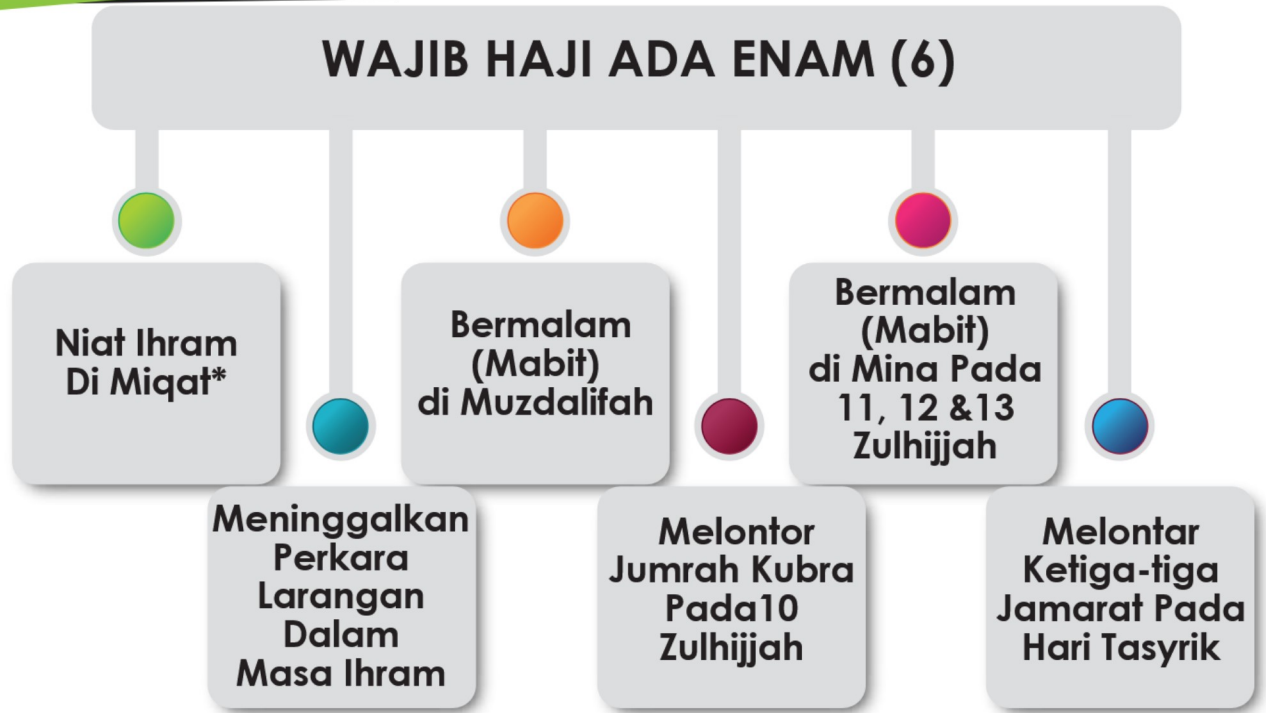 WAJIB HAJI ADA ENAM (6)
Niat Ihram
Di Miqat*
Meninggalkan
Perkara
Larangan
Dalam
Masa Ihram
Bermalam
(Mabit)
di Muzdalifah
Melontor
Jumrah Kubra
Pada10
Zulhijjah
Bermalam
(Mabit)
di Mina Pada
11, 12 &13
Zulhijjah
Melontar
Ketiga-tiga
Jamarat Pada
Hari Tasyrik